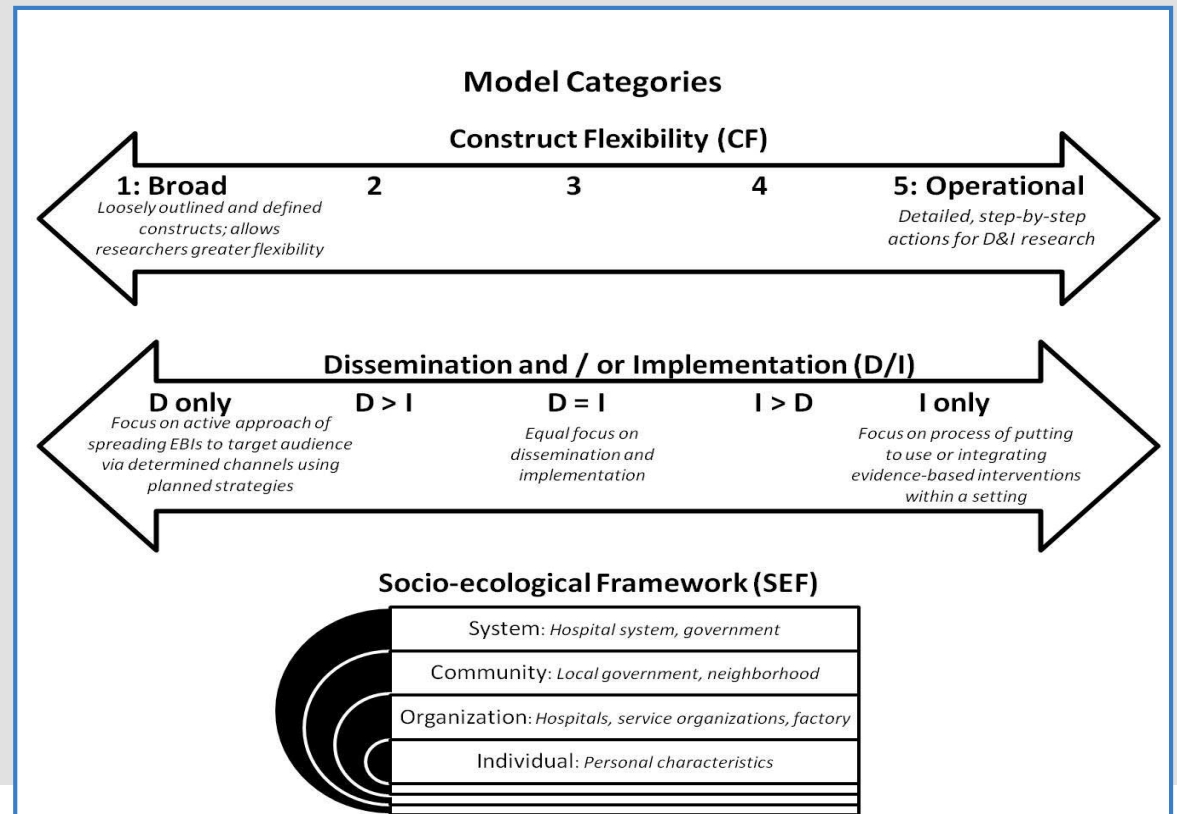 Model Categories
Construct Flexibility (CF)
1: Broad
2
3
4
5: Operational
Loosely outlined and defined
constructs; allows
researchers greater flexibility
Detailed, step-by-step
actions for D&I research
Dissemination and / or Implementation (D/I)
D only
D > I
D = I
I > D
I only
Focus on active approach of
spreading EBIs to target audience
via determined channels using
planned strategies
Equal focus on
dissemination and
implementation
Focus on process of putting
to use or integrating
evidence-based interventions
within a setting
Socio-ecological Framework (SEF)
System: Hospital system, government
Community: Local government, neighborhood
Organization: Hospitals, service organizations, factory
Individual: Personal characteristics